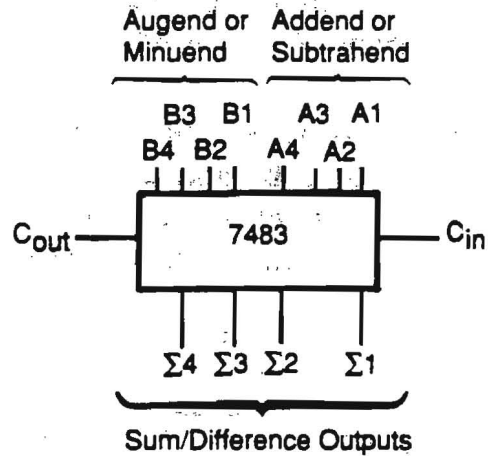 Augend or Addend or
Minuend Subtrahend
B3 B1 A3 A1
B4 B2 A4 A2
Cout 7483 Cin
Σ4 Σ3 Σ2 Σ1
Sum/Difference Outputs